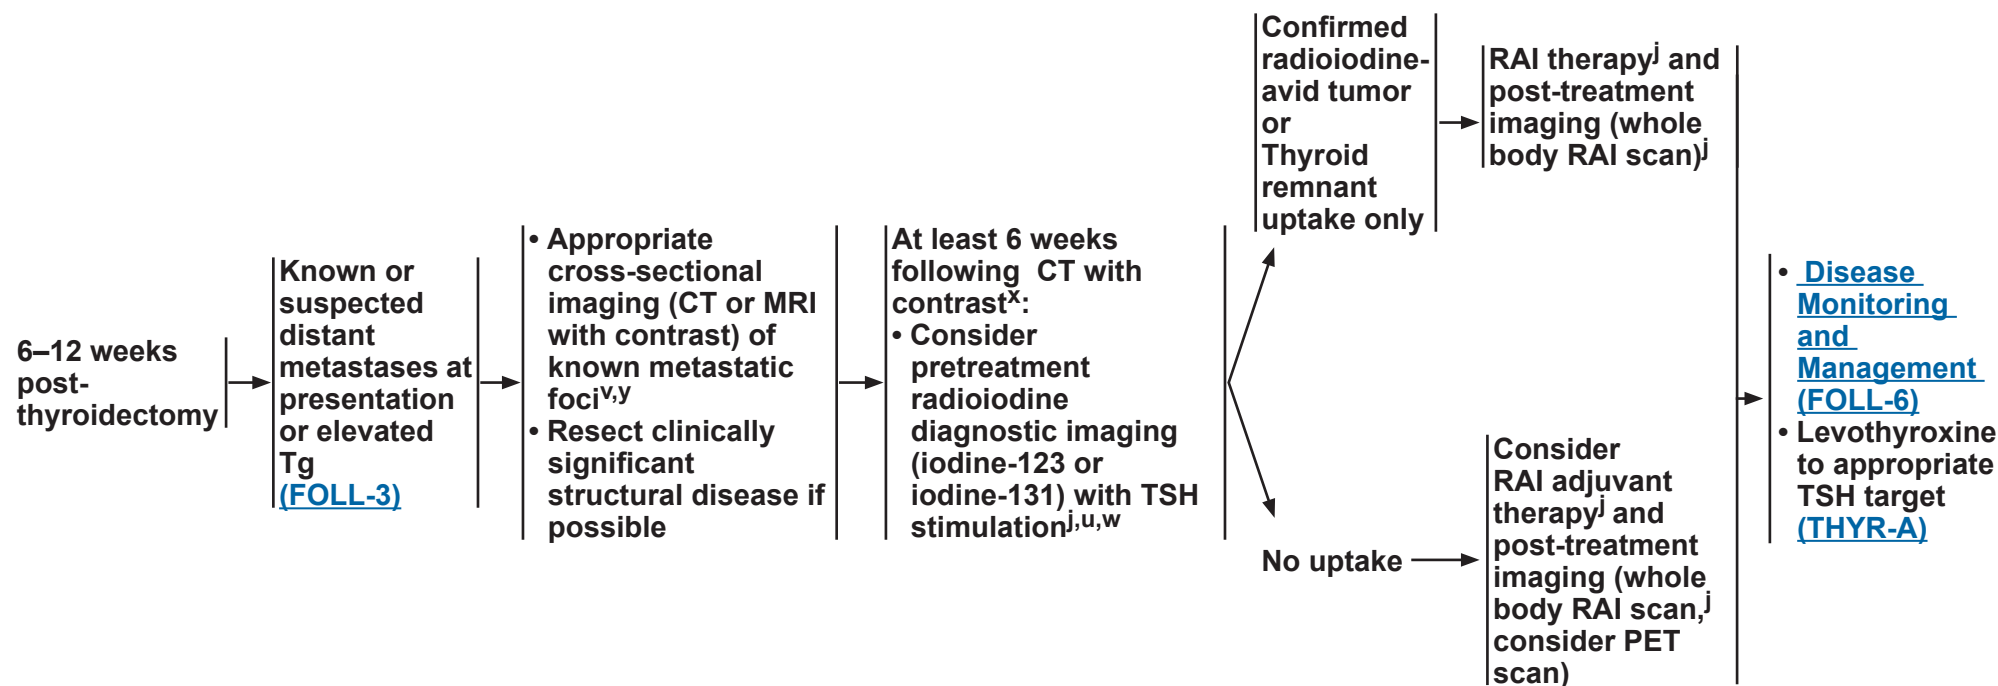 6–12 weeks
post-
thyroidectomy
Known or
suspected
distant
metastases at
presentation
or elevated
Tg
(FOLL-3)
• Appropriate
cross-sectional
imaging (CT or MRI
with contrast) of
known metastatic
foci^v,y
• Resect clinically
significant
structural disease if
possible
At least 6 weeks
following CT with
contrast^x:
• Consider
pretreatment
radioiodine
diagnostic imaging
(iodine-123 or
iodine-131) with TSH
stimulation^j,u,w
Confirmed
radioiodine-
avid tumor
or
Thyroid
remnant
uptake only
RAI therapy^j and
post-treatment
imaging (whole
body RAI scan)^j
No uptake
Consider
RAI adjuvant
therapy^j and
post-treatment
imaging (whole
body RAI scan,^j
consider PET
scan)
• Disease
Monitoring
and
Management
(FOLL-6)
• Levothyroxine
to appropriate
TSH target
(THYR-A)